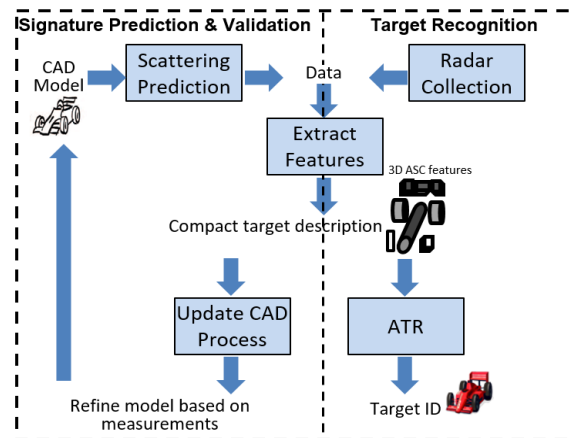 Signature Prediction & Validation
Target Recognition
CAD
Model
Scattering
Prediction
Data
Radar
Collection
Extract
Features
3D ASC features
Compact target description
Update CAD
Process
ATR
Refine model based on
measurements
Target ID